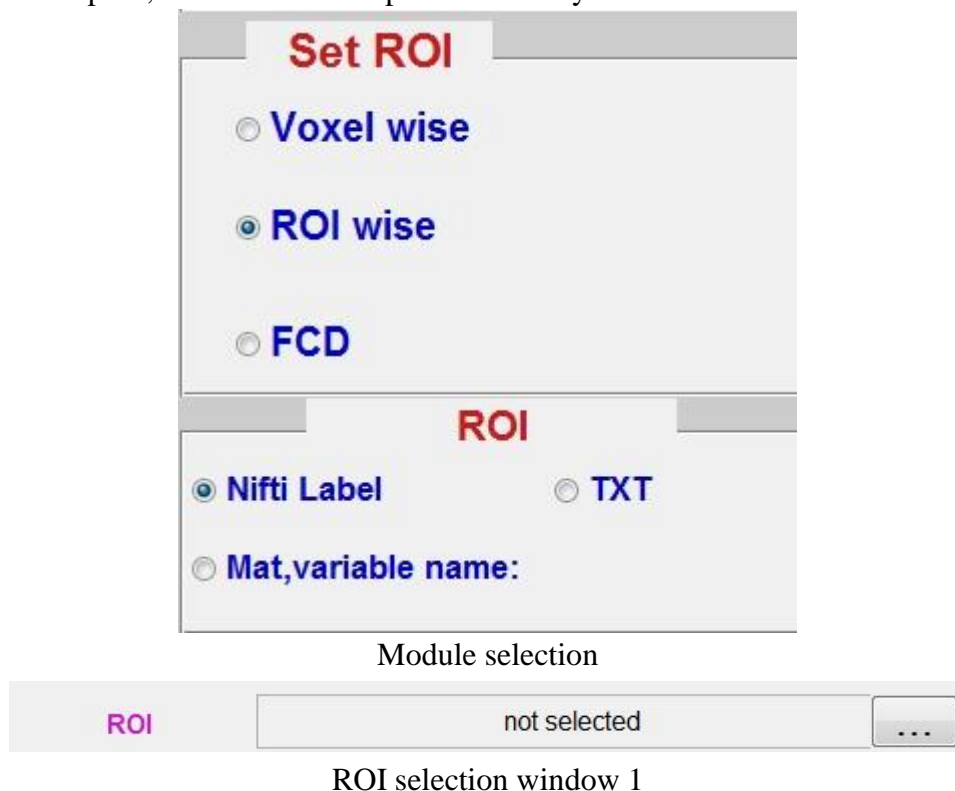 Set ROI
Voxel wise
ROI wise
FCD
ROI
Nifti Label TXT
Mat,variable name:
Module selection
ROI not selected ...
ROI selection window 1